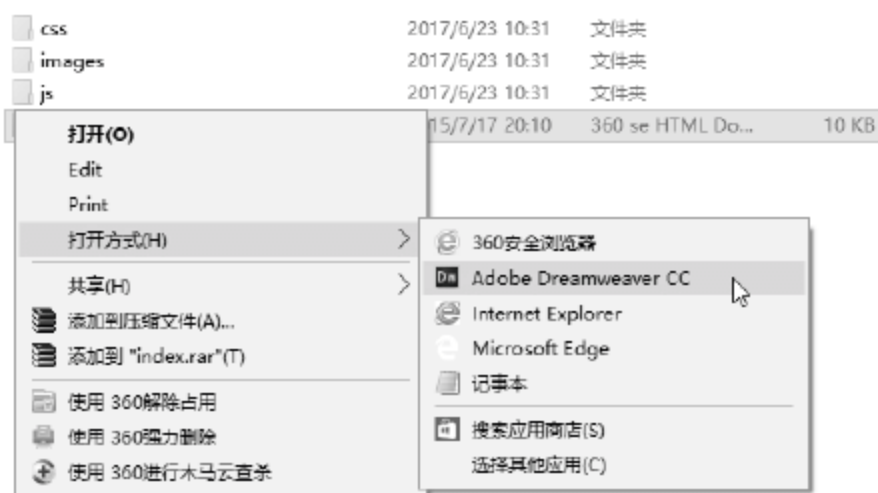 css 2017/6/23 10:31 文件夹
images 2017/6/23 10:31 文件夹
js 2017/6/23 10:31 文件夹
15/7/17 20:10 360 se HTML Do... 10 KB
打开(O)
Edit
Print
打开方式(H)
共享(H)
添加到压缩文件(A)...
添加到 "index.rar"(T)
使用 360解除占用
使用 360强力删除
使用 360进行木马云查杀
360安全浏览器
Dw Adobe Dreamweaver CC
Internet Explorer
Microsoft Edge
记事本
搜索应用商店(S)
选择其他应用(C)